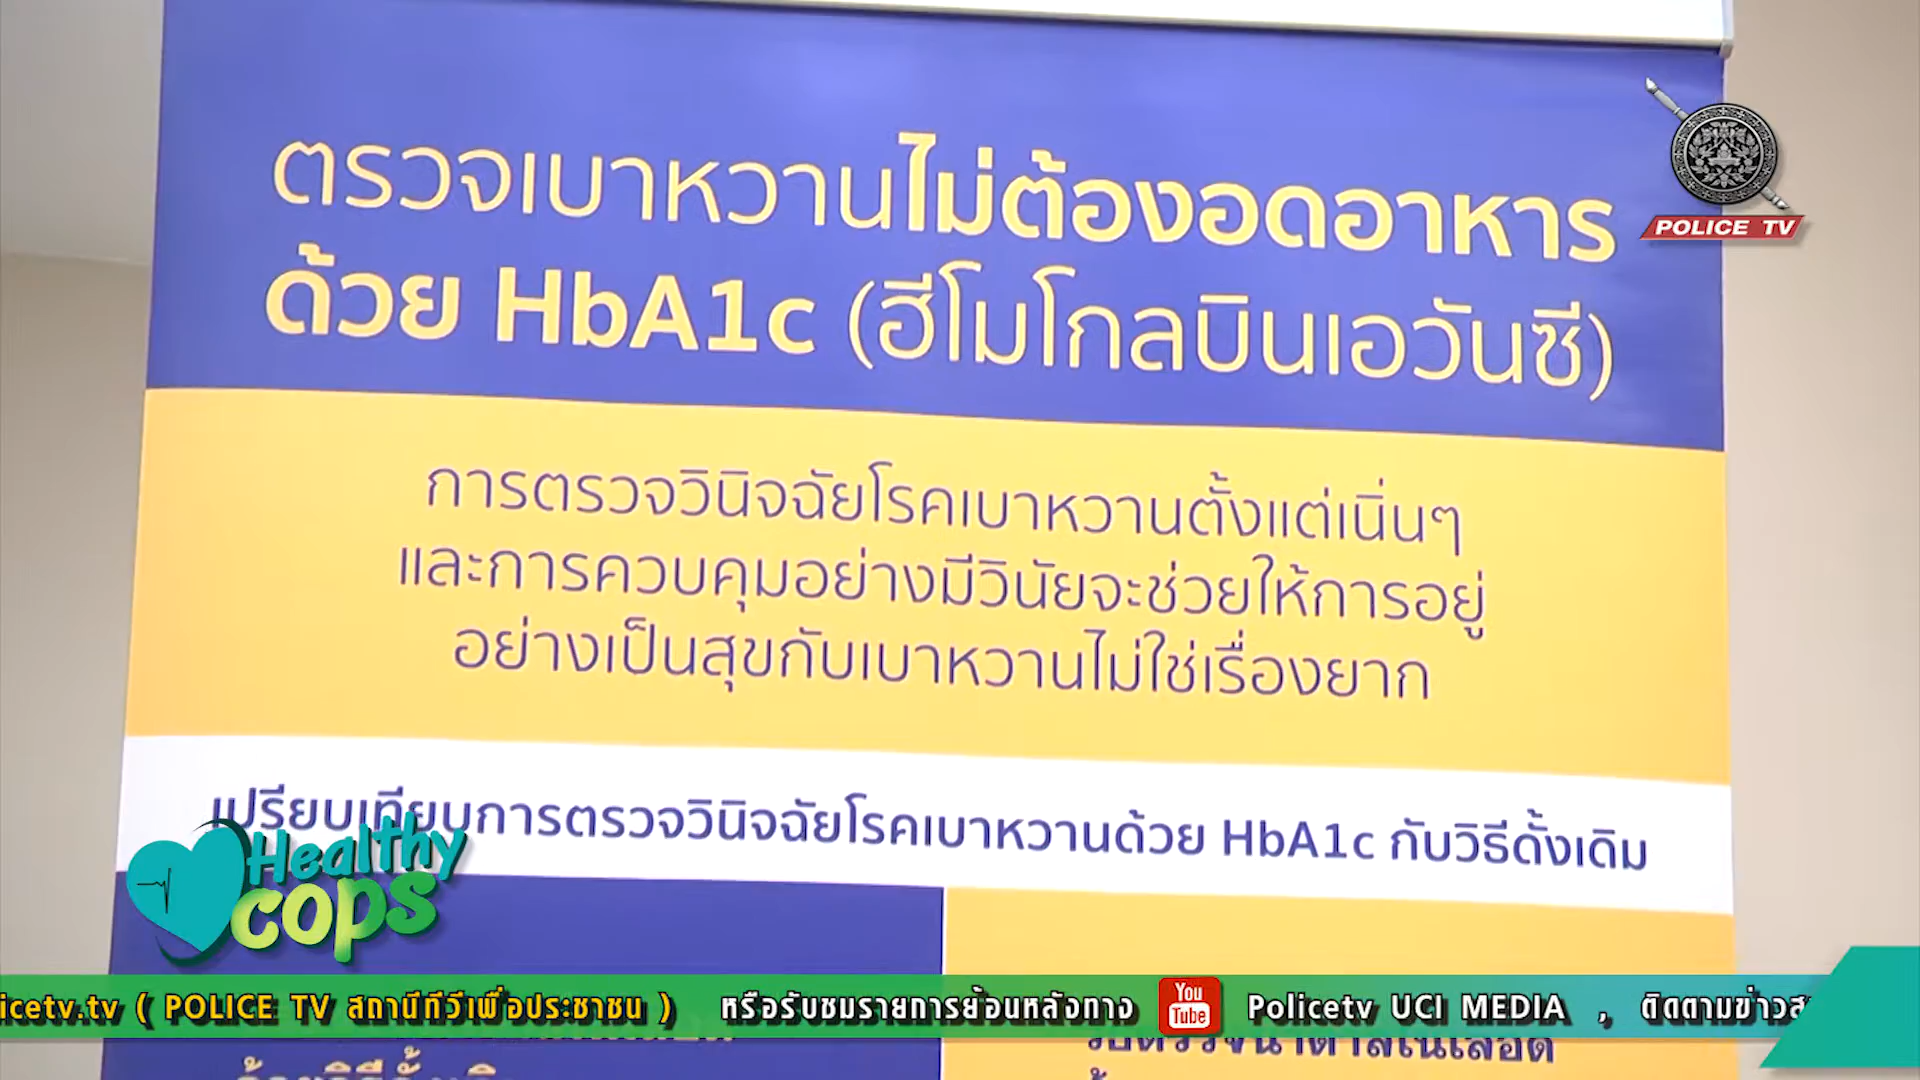 ตรวจเบาหวานไม่ต้องงดอาหาร
ด้วย HbA1c (ฮีโมโกลบินเอวันซี)
POLICE TV
การตรวจวินิจฉัยโรคเบาหวานตั้งแต่เนิ่นๆ
และการควบคุมอย่างมีวินัยจะช่วยให้การอยู่
อย่างเป็นสุขกับเบาหวานไม่ใช่เรื่องยาก
เปรียบเทียบการตรวจวินิจฉัยโรคเบาหวานด้วย HbA1c กับวิธีดั้งเดิม
Healthy
cops
icetv.tv ( POLICE TV สถานีทีวีเพื่อประชาชน ) หรือรับชมรายการย้อนหลังทาง You Tube Policetv UCI MEDIA , ติดตามข่าวส